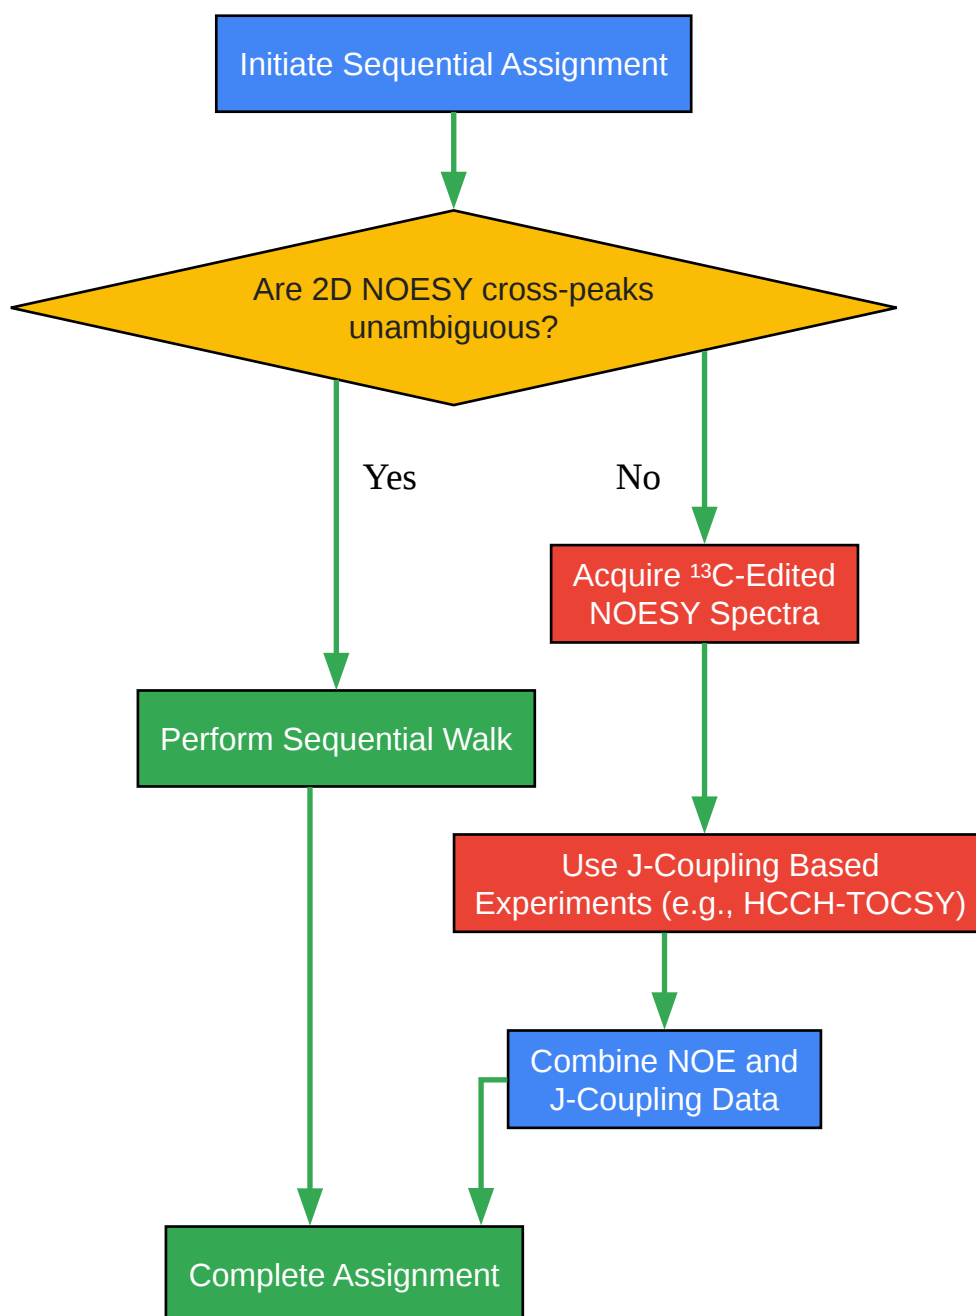 Initiate Sequential Assignment
Are 2D NOESY cross-peaks
unambiguous?
Yes
No
Acquire ¹³C-Edited
NOESY Spectra
Perform Sequential Walk
Use J-Coupling Based
Experiments (e.g., HCCH-TOCSY)
Combine NOE and
J-Coupling Data
Complete Assignment